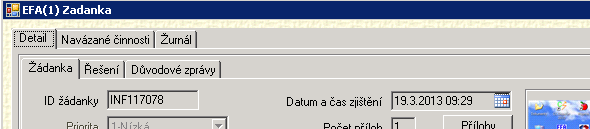 EFA(1) Zadanka
Detail Navázané činnosti Žurnál
Žádanka Řešení Důvodové zprávy
ID žádanky INF117078 Datum a čas zjištění 19.3.2013 09:29
Priorita 1-Nízká Počet příloh 1 Přílohy